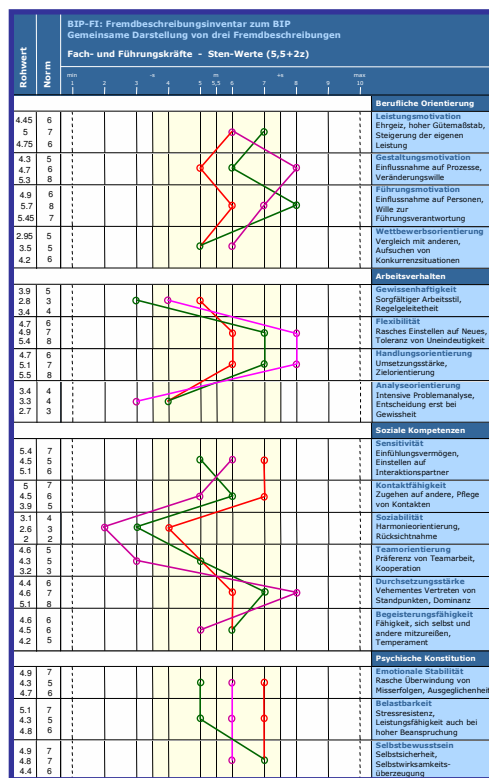 BIP-FI: Fremdbeschreibungsinventar zum BIP
Gemeinsame Darstellung von drei Fremdbeschreibungen
Fach- und Führungskräfte - Sten-Werte (5,5+2z)
Rohwert
Norm
min -s m +s max
1 2 3 4 5 5,5 6 7 8 9 10
Berufliche Orientierung
4.45 6
5 7
4.75 6
Leistungsmotivation
Ehrgeiz, hoher Gütemaßstab,
Steigerung der eigenen
Leistung
4.3 5
4.7 6
5.3 8
Gestaltungsmotivation
Einflussnahme auf Prozesse,
Veränderungswille
4.9 6
5.7 8
5.45 7
Führungsmotivation
Einflussnahme auf Personen,
Wille zur
Führungsverantwortung
2.95 5
3.5 5
4.2 6
Wettbewerbsorientierung
Vergleich mit anderen,
Aufsuchen von
Konkurrenzsituationen
Arbeitsverhalten
3.9 5
2.8 3
3.4 4
Gewissenhaftigkeit
Sorgfältiger Arbeitsstil,
Regelgeleitetheit
4.7 6
4.9 7
5.4 8
Flexibilität
Rasches Einstellen auf Neues,
Toleranz von Uneindeutigkeit
4.7 6
5.1 7
5.5 8
Handlungsorientierung
Umsetzungsstärke,
Zielorientierung
3.4 4
3.3 4
2.7 3
Analyseorientierung
Intensive Problemanalyse,
Entscheidung erst bei
Gewissheit
Soziale Kompetenzen
5.4 7
4.5 5
5.1 6
Sensitivität
Einfühlungsvermögen,
Einstellen auf
Interaktionspartner
5 7
4.5 6
3.9 5
Kontaktfähigkeit
Zugehen auf andere, Pflege
von Kontakten
3.1 4
2.6 3
2 2
Soziabilität
Harmonieorientierung,
Rücksichtnahme
4.6 5
4.3 5
3.2 3
Teamorientierung
Präferenz von Teamarbeit,
Kooperation
4.4 6
4.6 7
5.1 8
Durchsetzungsstärke
Vehementes Vertreten von
Standpunkten, Dominanz
4.6 6
4.5 6
4.2 5
Begeisterungsfähigkeit
Fähigkeit, sich selbst und
andere mitzureißen,
Temperament
Psychische Konstitution
4.9 7
4.3 5
4.7 6
Emotionale Stabilität
Rasche Überwindung von
Misserfolgen, Ausgeglichenheit
5.1 7
4.3 5
4.8 6
Belastbarkeit
Stressresistenz,
Leistungsfähigkeit auch bei
hoher Beanspruchung
4.9 7
4.8 7
4.4 6
Selbstbewusstsein
Selbstsicherheit,
Selbstwirksamkeits-
überzeugung